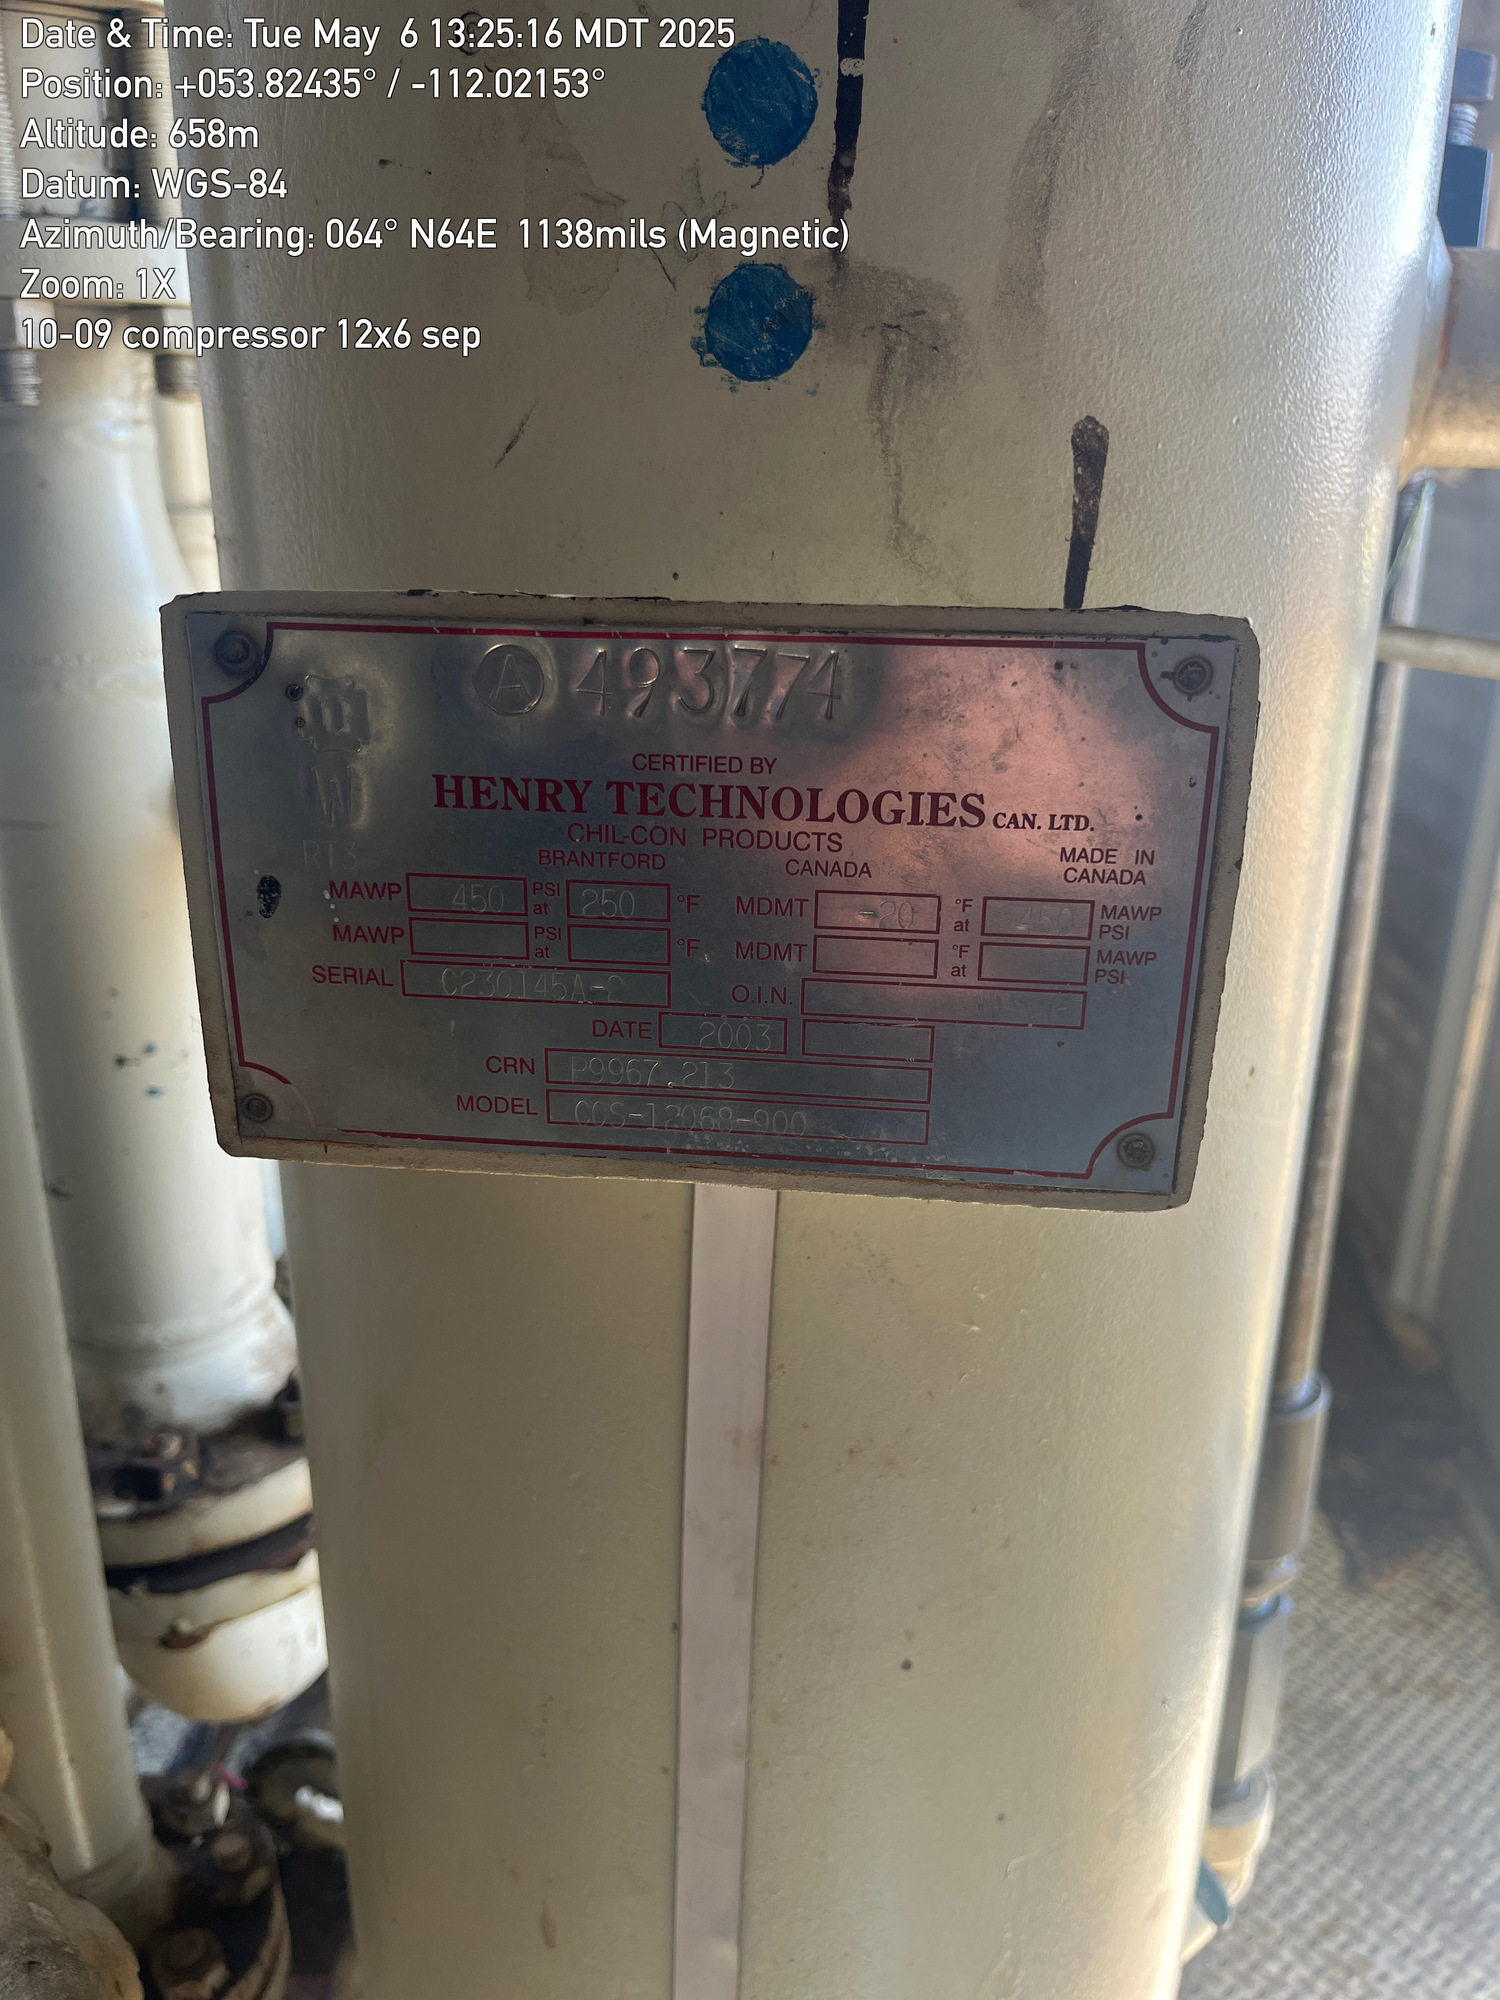 Date & Time: Tue May  6 13:25:16 MDT 2025
Position: +053.82435° / -112.02153°
Altitude: 658m
Datum: WGS-84
Azimuth/Bearing: 064° N64E  1138mils (Magnetic)
Zoom: 1X
10-09 compressor 12x6 sep
A 493774
U
W
CERTIFIED BY
HENRY TECHNOLOGIES CAN. LTD.
CHIL-CON PRODUCTS
BRANTFORD CANADA MADE IN CANADA
RT3
MAWP 450 PSI at 250 °F MDMT -20 °F at 450 MAWP PSI
MAWP PSI at °F MDMT °F at MAWP PSI
SERIAL C230145A-2 O.I.N.
DATE 2003
CRN P9967.213
MODEL COS-12068-900